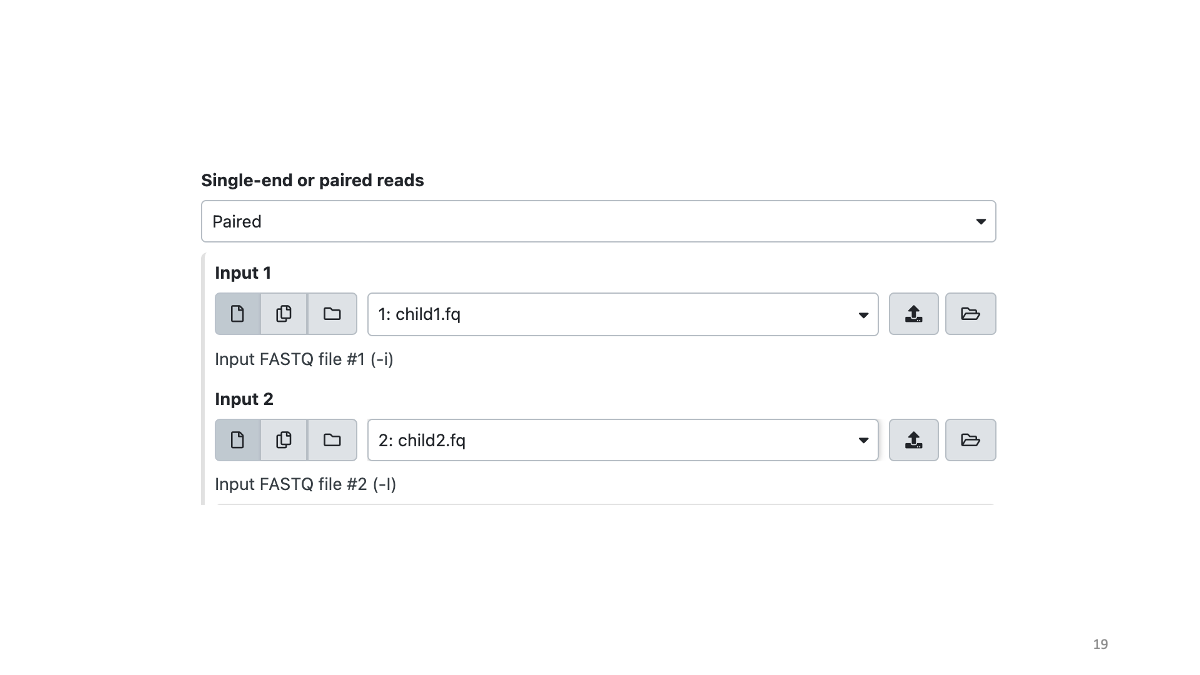 Single-end or paired reads
Paired
Input 1
1: child1.fq
Input FASTQ file #1 (-i)
Input 2
2: child2.fq
Input FASTQ file #2 (-I)
19